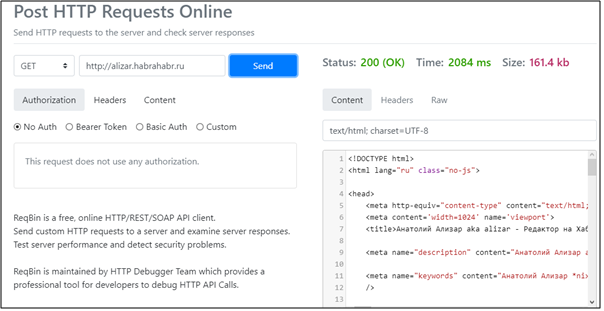 Post HTTP Requests Online
Send HTTP requests to the server and check server responses
GET
http://alizar.habrahabr.ru
Send
Status: 200 (OK) Time: 2084 ms Size: 161.4 kb
Authorization Headers Content
No Auth Bearer Token Basic Auth Custom
This request does not use any authorization.
ReqBin is a free, online HTTP/REST/SOAP API client.
Send custom HTTP requests to a server and examine server responses.
Test server performance and detect security problems.
ReqBin is maintained by HTTP Debugger Team which provides a
professional tool for developers to debug HTTP API Calls.
Content Headers Raw
text/html; charset=UTF-8
1 <!DOCTYPE html>
2 <html lang="ru" class="no-js">
3
4 <head>
5 <meta http-equiv="content-type" content="text/html;
6 <meta content='width=1024' name='viewport'>
7 <title>Анатолий Ализар aka alizar - Редактор на Хаб
8
9 <meta name="description" content="Анатолий Ализар a
10
11 <meta name="keywords" content="Анатолий Ализар *nix
12 />
13